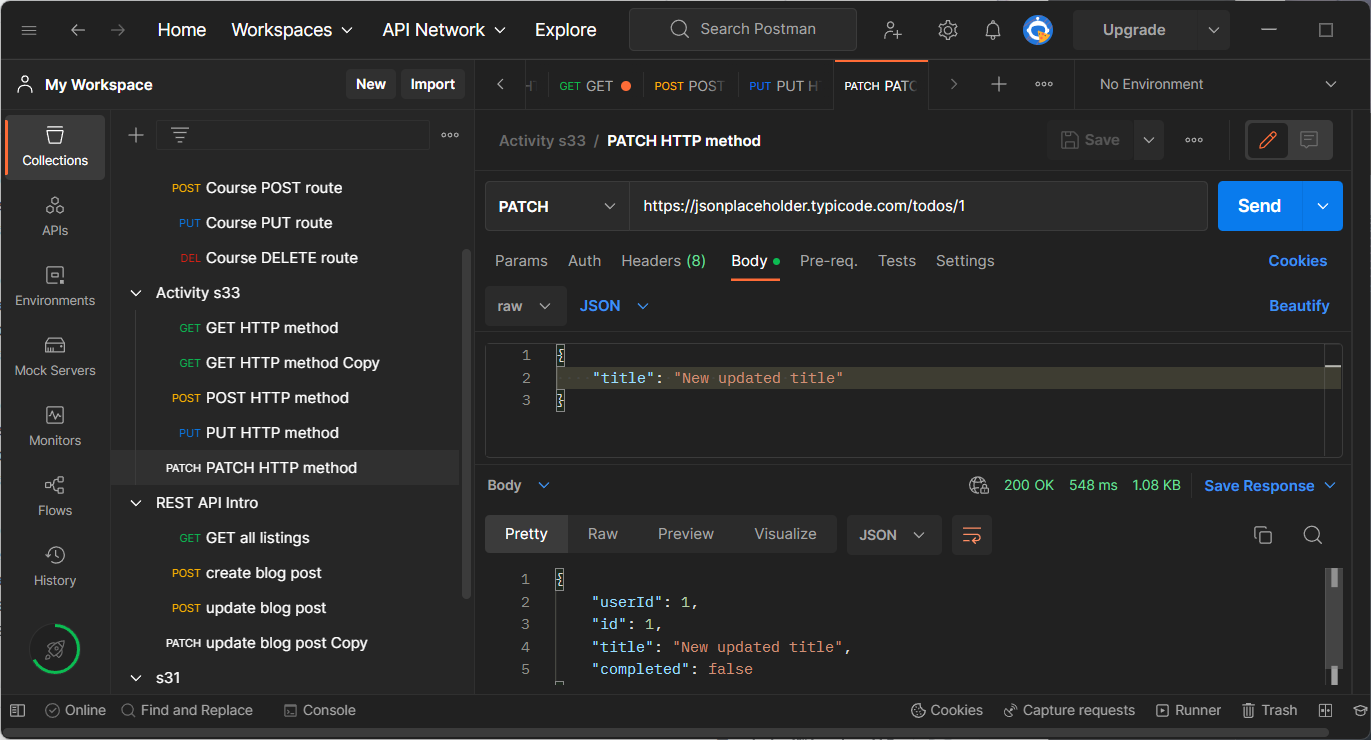 Home Workspaces API Network Explore Search Postman Upgrade
My Workspace New Import
GET GET POST POST PUT PUT H PATCH PATC No Environment
Collections
APIs
Environments
Mock Servers
Monitors
Flows
History
POST Course POST route
PUT Course PUT route
DEL Course DELETE route
Activity s33
GET GET HTTP method
GET GET HTTP method Copy
POST POST HTTP method
PUT PUT HTTP method
PATCH PATCH HTTP method
REST API Intro
GET GET all listings
POST create blog post
POST update blog post
PATCH update blog post Copy
s31
Activity s33 / PATCH HTTP method Save
PATCH https://jsonplaceholder.typicode.com/todos/1 Send
Params Auth Headers (8) Body Pre-req. Tests Settings Cookies
raw JSON Beautify
1 {
2 "title": "New updated title"
3 }
Body 200 OK 548 ms 1.08 KB Save Response
Pretty Raw Preview Visualize JSON
1 {
2 "userId": 1,
3 "id": 1,
4 "title": "New updated title",
5 "completed": false
Online Find and Replace Console Cookies Capture requests Runner Trash